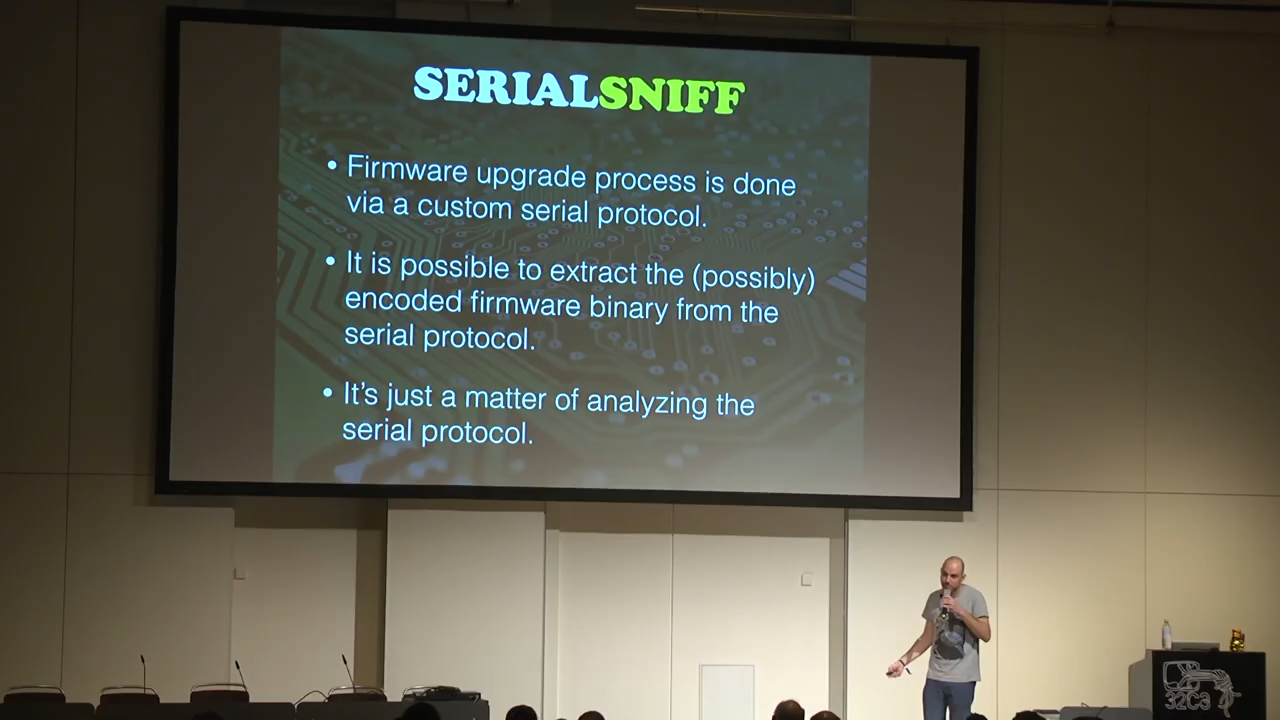 SERIALSNIFF
• Firmware upgrade process is done
via a custom serial protocol.
• It is possible to extract the (possibly)
encoded firmware binary from the
serial protocol.
• It's just a matter of analyzing the
serial protocol.
32C3